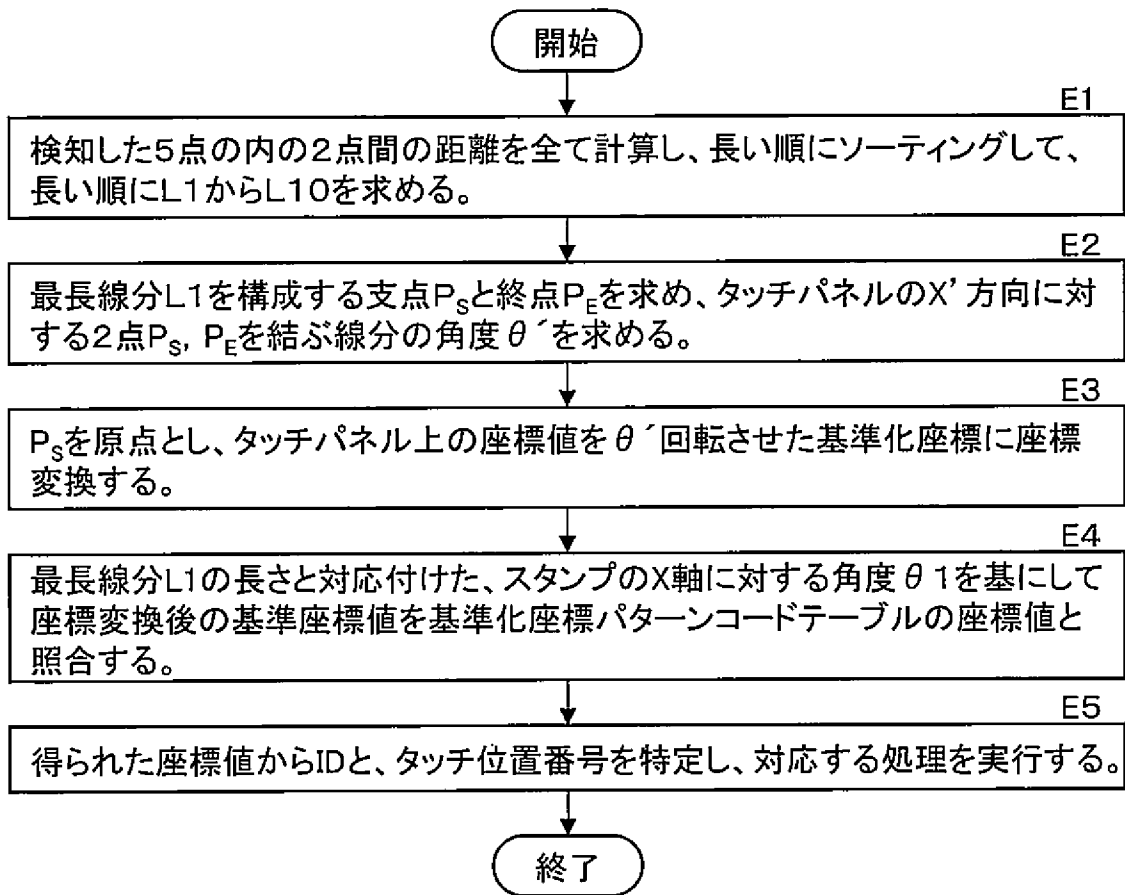 開始
E1
検知した5点の内の2点間の距離を全て計算し、長い順にソーティングして、
長い順にL1からL10を求める。
E2
最長線分L1を構成する支点PSと終点PEを求め、タッチパネルのX'方向に対
する2点PS, PEを結ぶ線分の角度θ´を求める。
E3
PSを原点とし、タッチパネル上の座標値をθ´回転させた基準化座標に座標
変換する。
E4
最長線分L1の長さと対応付けた、スタンプのX軸に対する角度θ1を基にして
座標変換後の基準座標値を基準化座標パターンコードテーブルの座標値と
照合する。
E5
得られた座標値からIDと、タッチ位置番号を特定し、対応する処理を実行する。
終了